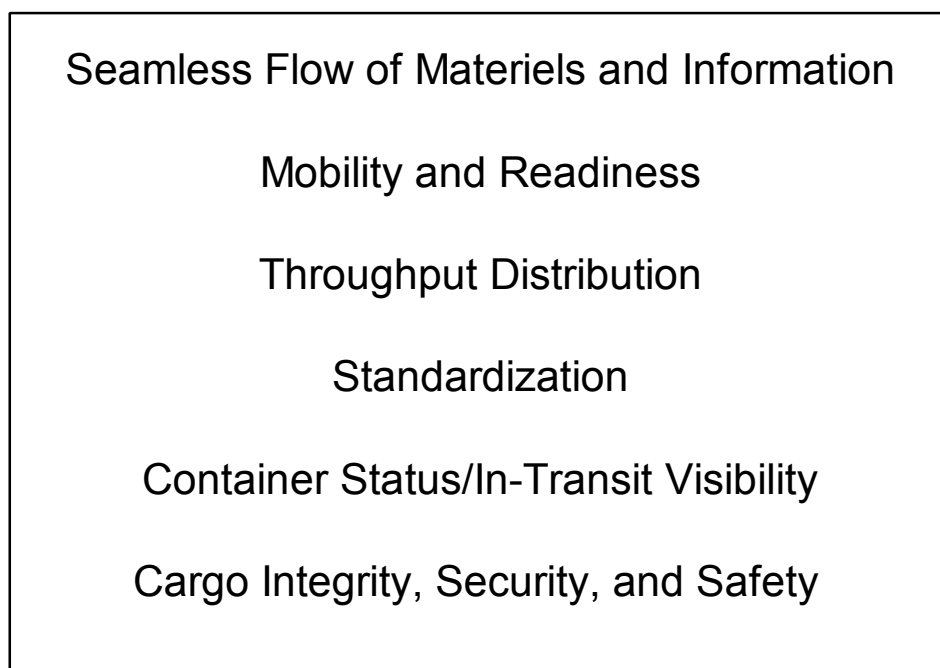 Seamless Flow of Materiels and Information
Mobility and Readiness
Throughput Distribution
Standardization
Container Status/In-Transit Visibility
Cargo Integrity, Security, and Safety